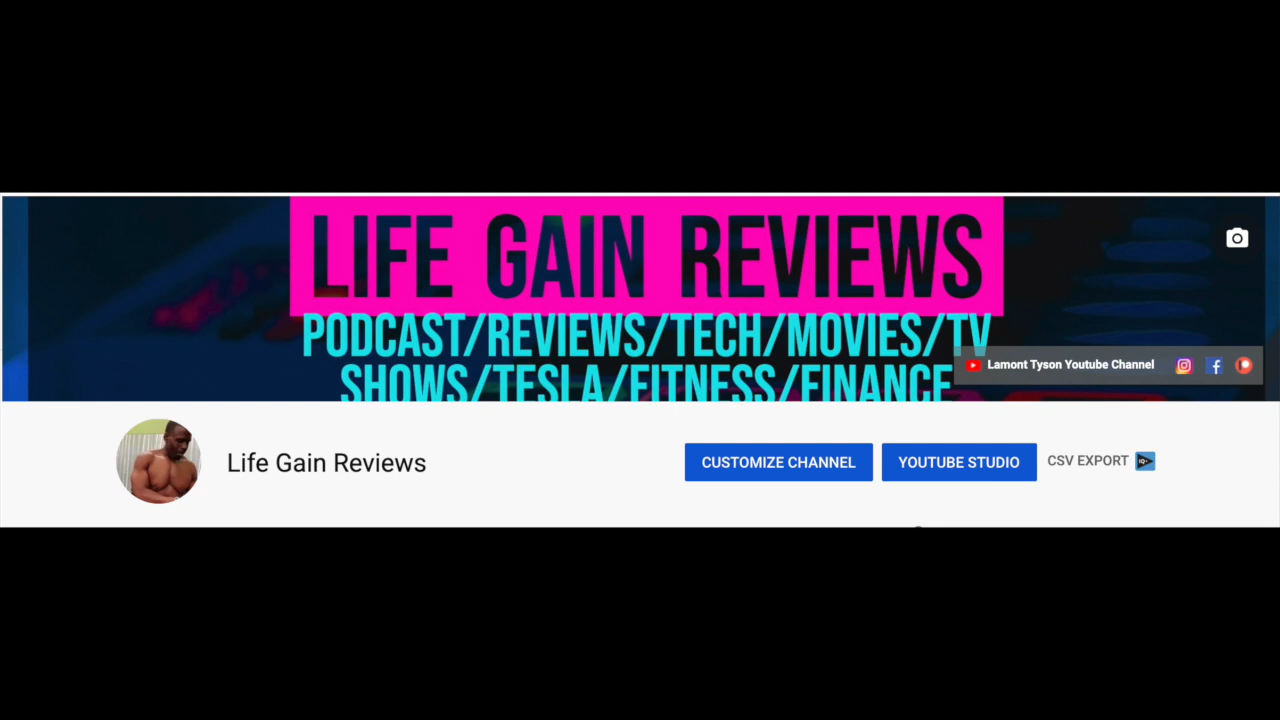 LIFE GAIN REVIEWS
PODCAST/REVIEWS/TECH/MOVIES/TV
SHOWS/TESLA/FITNESS/FINANCE
Lamont Tyson Youtube Channel
Life Gain Reviews
CUSTOMIZE CHANNEL
YOUTUBE STUDIO
CSV EXPORT
IQ